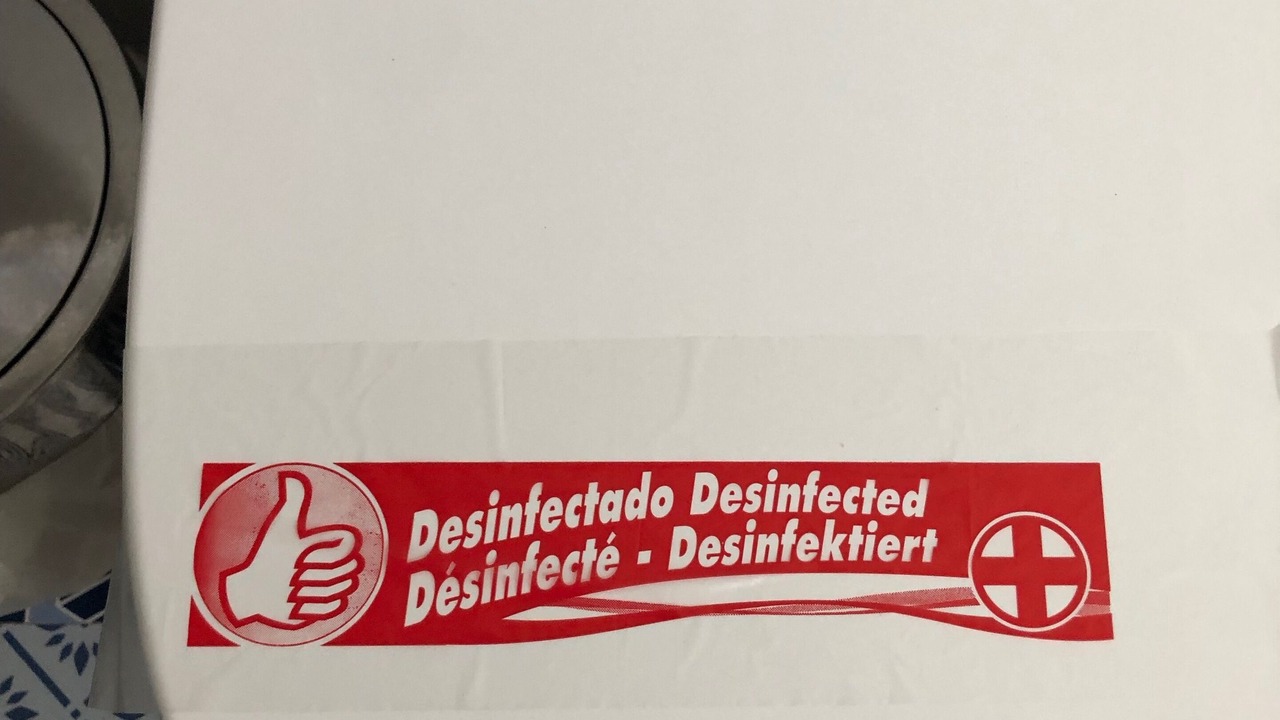 Desinfectado Desinfected
Désinfecté - Desinfektiert